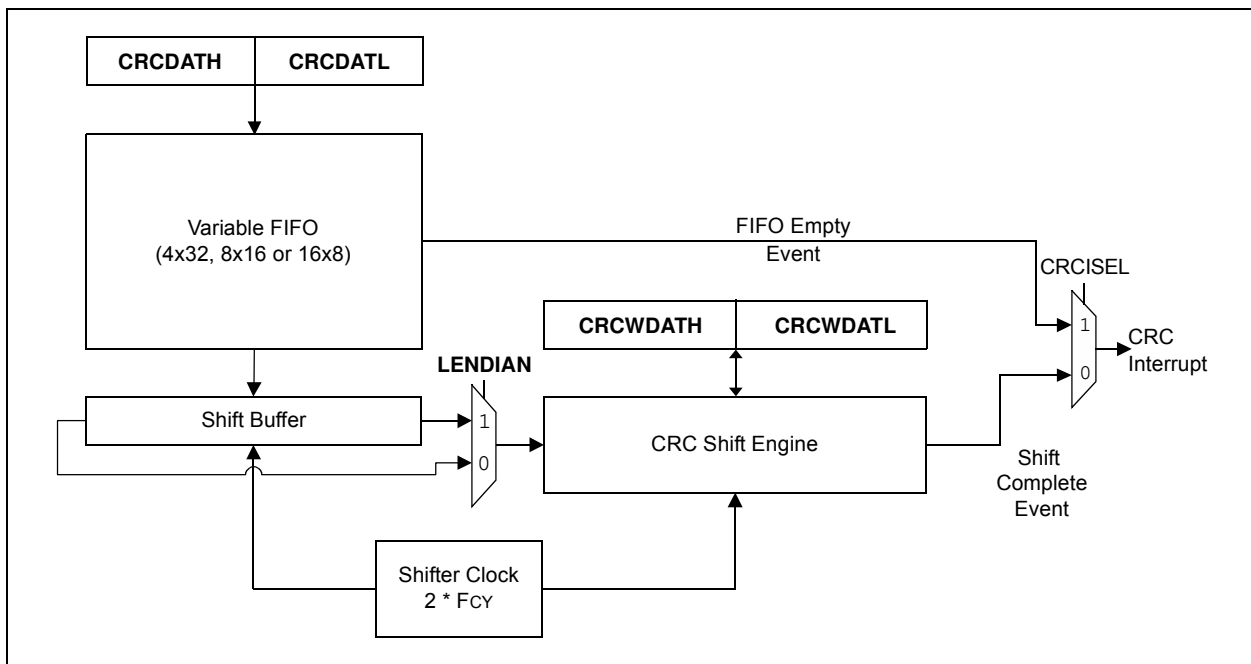 CRCDATH CRCDATL
Variable FIFO
(4x32, 8x16 or 16x8)
FIFO Empty
Event
CRCISEL
1
0
CRC
Interrupt
CRCWDATH CRCWDATL
LENDIAN
1
0
Shift Buffer
CRC Shift Engine
Shift
Complete
Event
Shifter Clock
2 * FCY